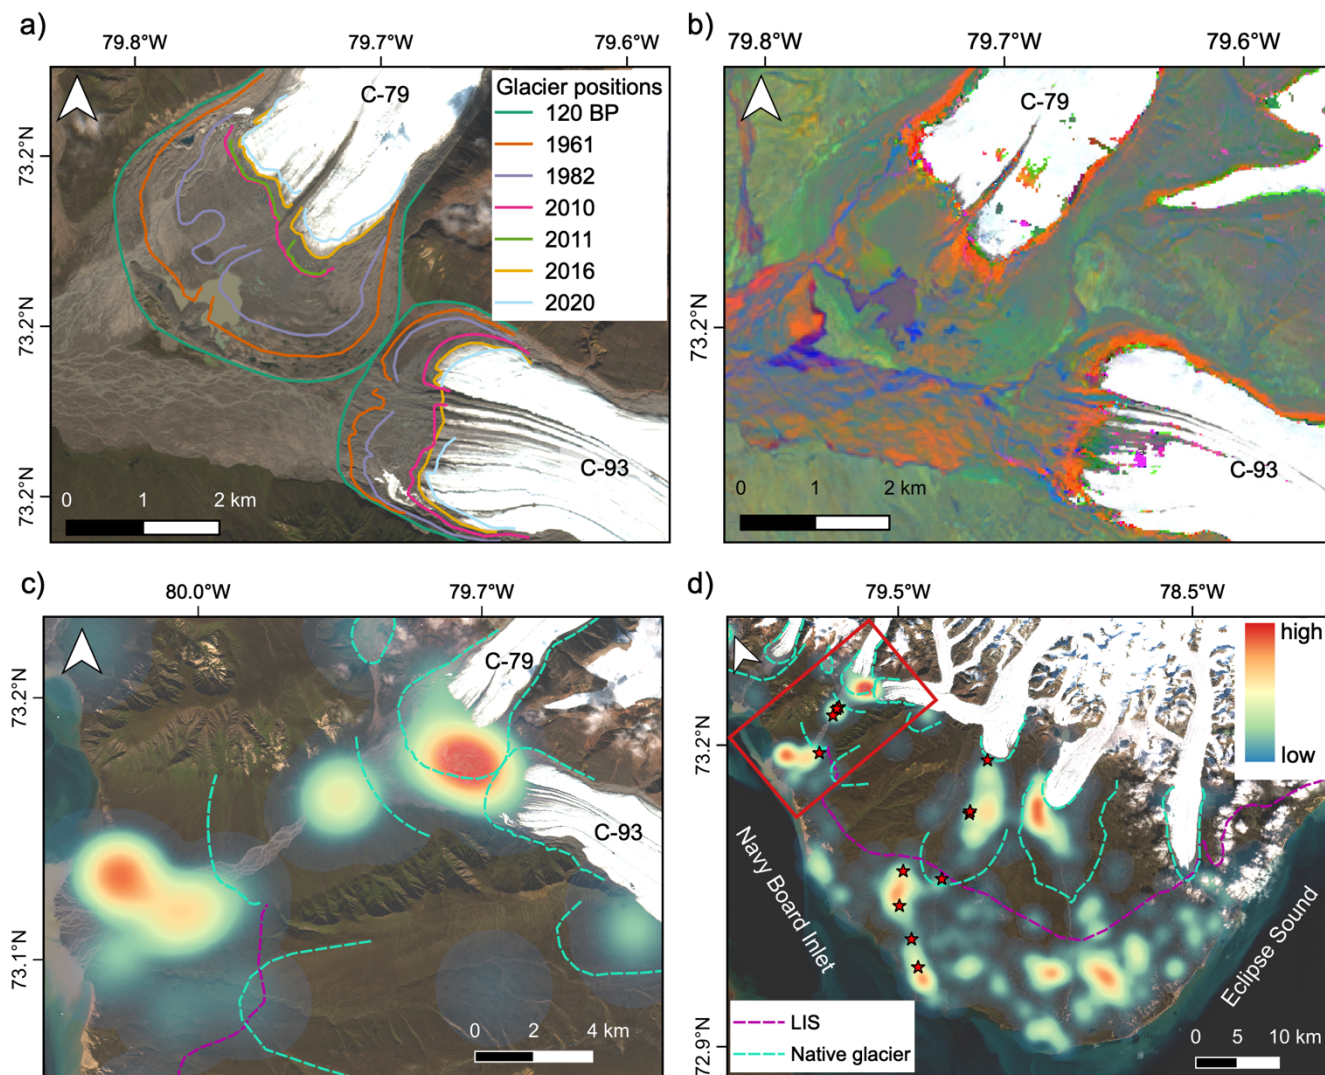 a)
79.8°W 79.7°W 79.6°W
73.2°N
73.2°N
73.2°N
C-79
C-93
Glacier positions
120 BP
1961
1982
2010
2011
2016
2020
0 1 2 km
b)
79.8°W 79.7°W 79.6°W
73.2°N
C-79
C-93
0 1 2 km
c)
80.0°W 79.7°W
73.2°N
73.1°N
C-79
C-93
0 2 4 km
d)
79.5°W 78.5°W
73.2°N
72.9°N
high
low
Navy Board Inlet
Eclipse Sound
LIS
Native glacier
0 5 10 km